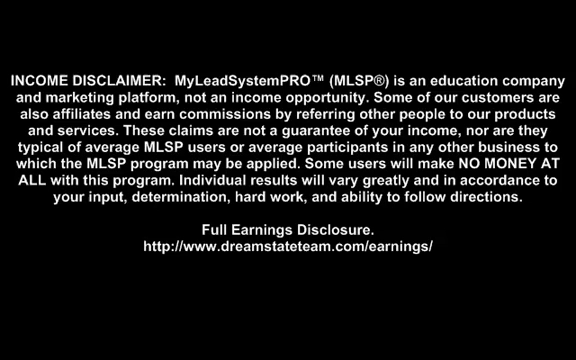 INCOME DISCLAIMER:  MyLeadSystemPRO™ (MLSP®) is an education company
and marketing platform, not an income opportunity. Some of our customers are
also affiliates and earn commissions by referring other people to our products
and services. These claims are not a guarantee of your income, nor are they
typical of average MLSP users or average participants in any other business to
which the MLSP program may be applied. Some users will make NO MONEY AT
ALL with this program. Individual results will vary greatly and in accordance to
your input, determination, hard work, and ability to follow directions.
Full Earnings Disclosure.
http://www.dreamstateteam.com/earnings/